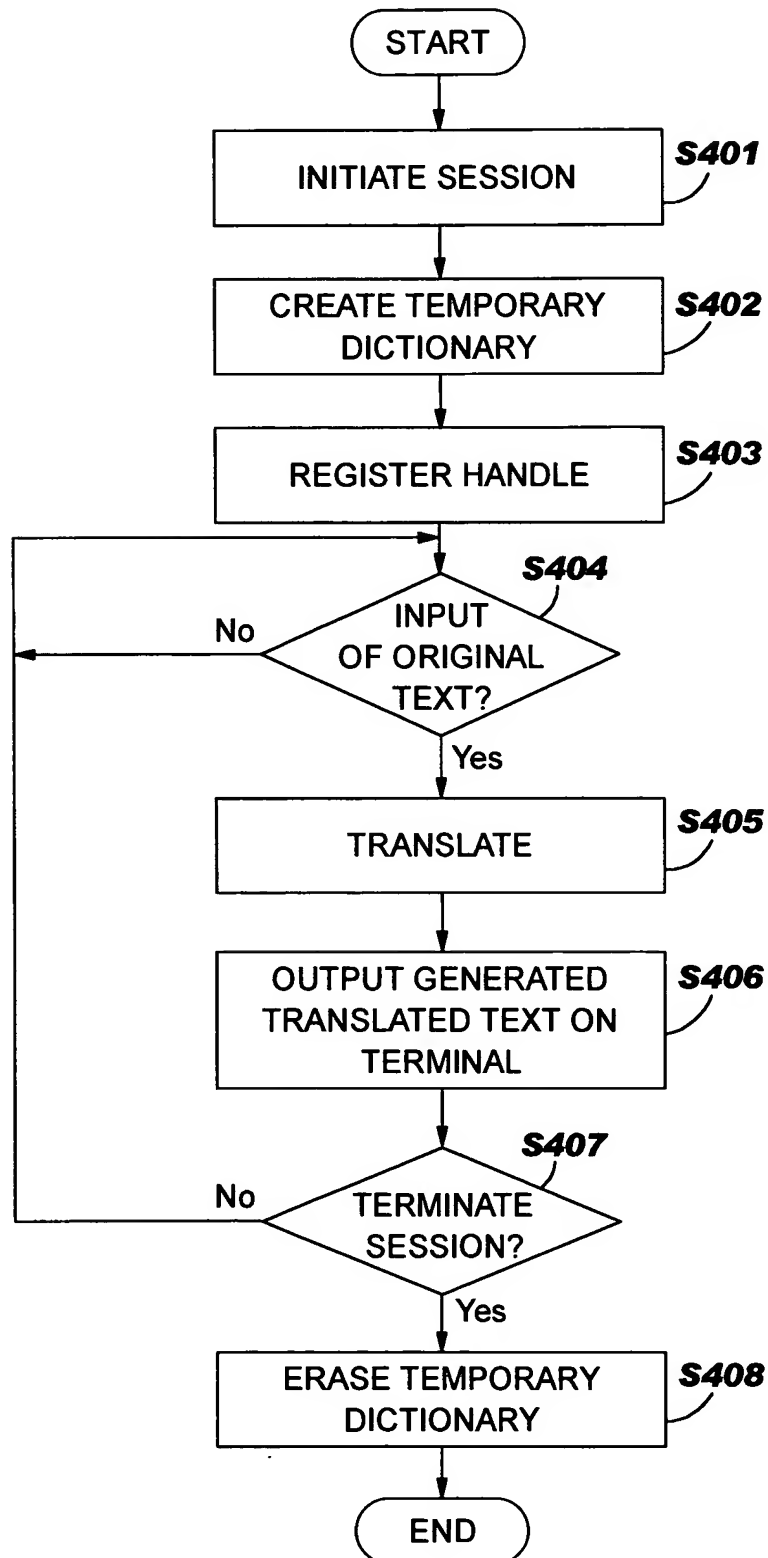 START
S401
INITIATE SESSION
S402
CREATE TEMPORARY
DICTIONARY
S403
REGISTER HANDLE
S404
INPUT
OF ORIGINAL
TEXT?
No
Yes
S405
TRANSLATE
S406
OUTPUT GENERATED
TRANSLATED TEXT ON
TERMINAL
S407
TERMINATE
SESSION?
No
Yes
S408
ERASE TEMPORARY
DICTIONARY
END